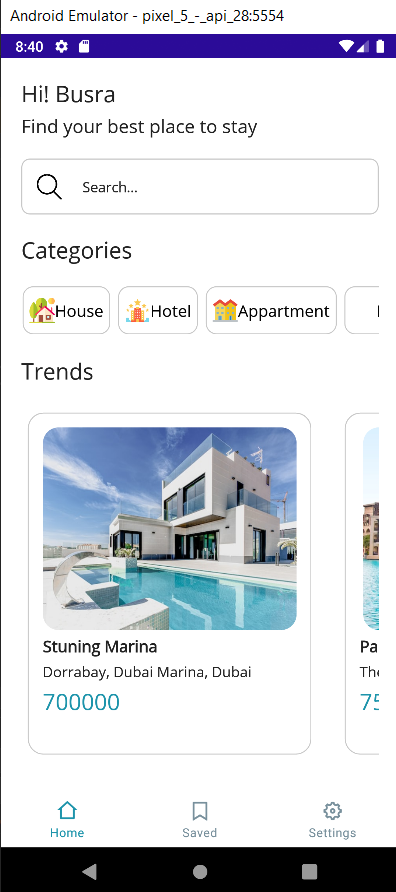 Android Emulator - pixel_5_-_api_28:5554
8:40
Hi! Busra
Find your best place to stay
Search...
Categories
House Hotel Appartment
Trends
Stuning Marina
Dorrabay, Dubai Marina, Dubai
700000
Pa
The
75
Home Saved Settings